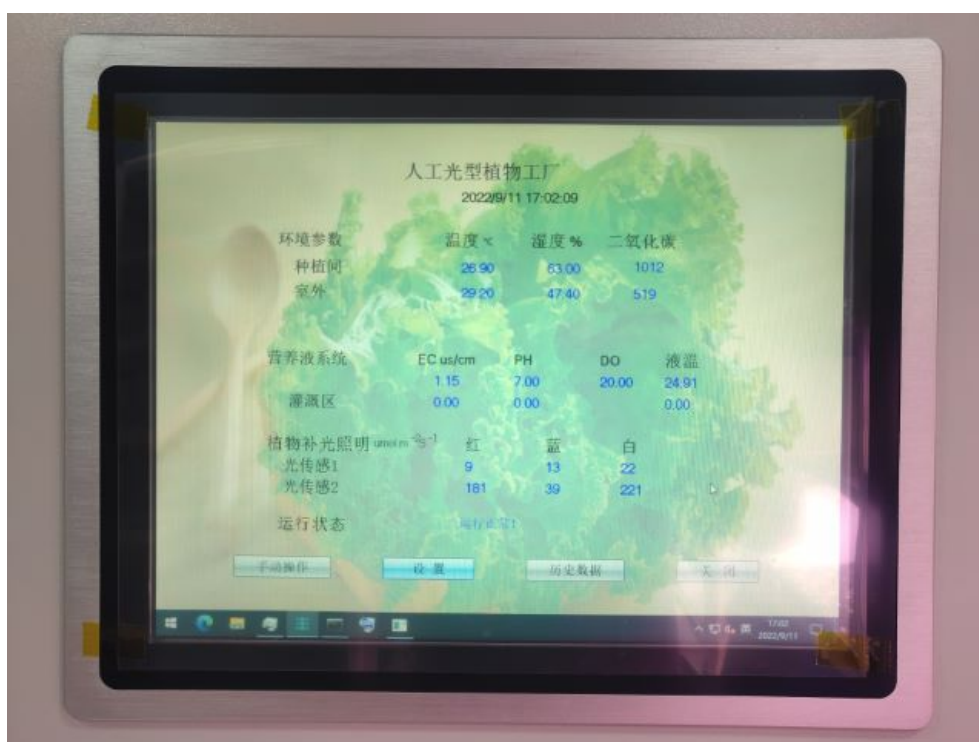 人工光型植物工厂
2022/9/11 17:02:09
环境参数 温度 ℃ 湿度 % 二氧化碳
种植间 26.90 63.00 1012
室外 29.20 47.40 519
营养液系统 EC us/cm PH DO 液温
1.15 7.00 20.00 24.91
灌溉区 0.00 0.00 0.00
植物补光照明 红 蓝 白
光传感1 9 13 22
光传感2 181 39 221
运行状态 运行正常!
手动操作 设 置 历史数据 关 闭
英 17:02
2022/9/11